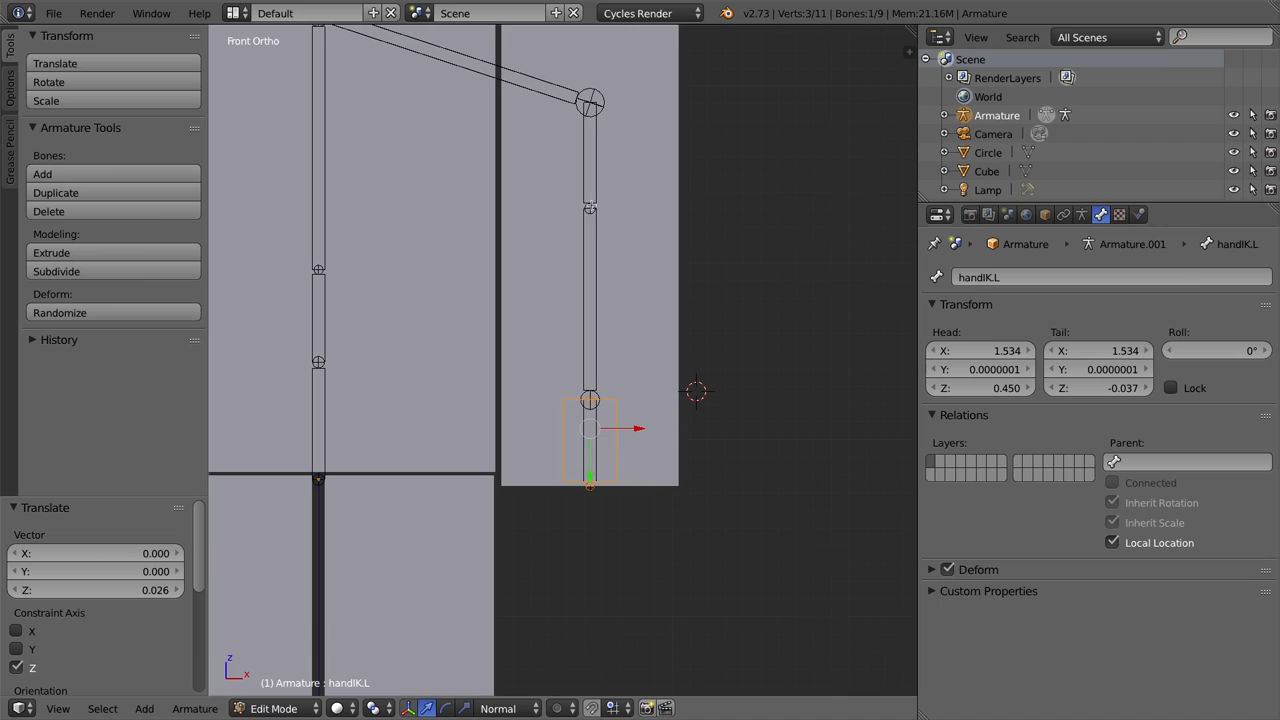 File Render Window Help Default Scene Cycles Render v2.73 | Verts:3/11 | Bones:1/9 | Mem:21.16M | Armature
Tools
Options
Grease Pencil
Transform
Translate
Rotate
Scale
Armature Tools
Bones:
Add
Duplicate
Delete
Modeling:
Extrude
Subdivide
Deform:
Randomize
History
Translate
Vector
X: 0.000
Y: 0.000
Z: 0.026
Constraint Axis
X
Y
Z
Orientation
Front Ortho
z
x
(1) Armature : handIK.L
View Select Add Armature Edit Mode Normal
View Search All Scenes
Scene
RenderLayers
World
Armature
Camera
Circle
Cube
Lamp
Armature Armature.001 handIK.L
handIK.L
Transform
Head: Tail: Roll:
X: 1.534 X: 1.534 0°
Y: 0.0000001 Y: 0.0000001
Z: 0.450 Z: -0.037 Lock
Relations
Layers: Parent:
Connected
Inherit Rotation
Inherit Scale
Local Location
Deform
Custom Properties